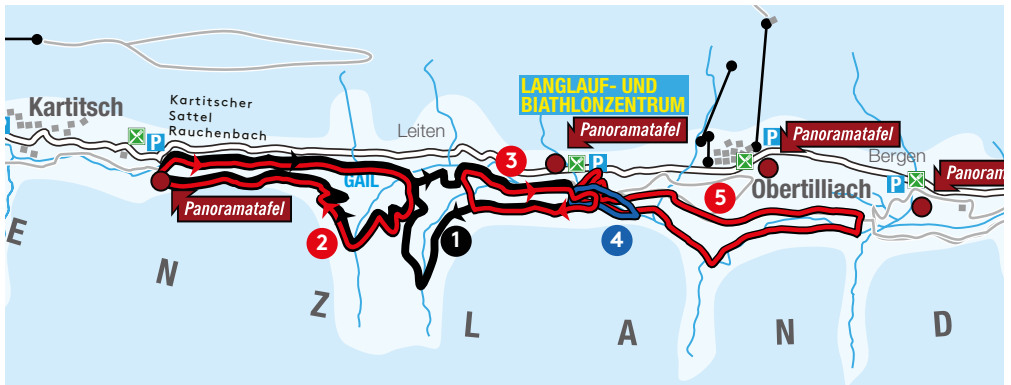 LANGLAUF- UND
BIATHLONZENTRUM
Kartitsch
Kartitscher
Sattel
Rauchenbach
P
Leiten
Panoramatafel
P
P
Panoramatafel
Bergen
3
GAIL
Panoramatafel
5
Obertilliach
P
Panoram
2
1
4
E
N
Z
L
A
N
D